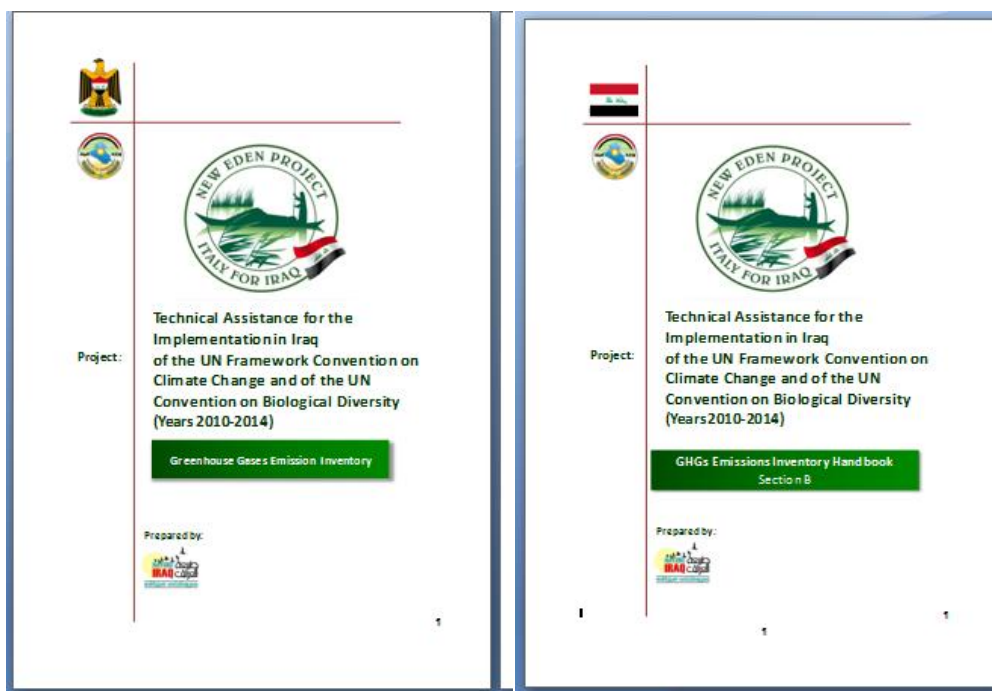 NEW EDEN PROJECT
ITALY FOR IRAQ
Technical Assistance for the
Implementation in Iraq
Project:
of the UN Framework Convention on
Climate Change and of the UN
Convention on Biological Diversity
(Years 2010-2014)
Greenhouse Gases Emission Inventory
Prepared by:
IRAQ
¶
NEW EDEN PROJECT
ITALY FOR IRAQ
Technical Assistance for the
Implementation in Iraq
Project:
of the UN Framework Convention on
Climate Change and of the UN
Convention on Biological Diversity
(Years 2010-2014)
GHGs Emissions Inventory Handbook
Section B
Prepared by:
IRAQ
¶
¶